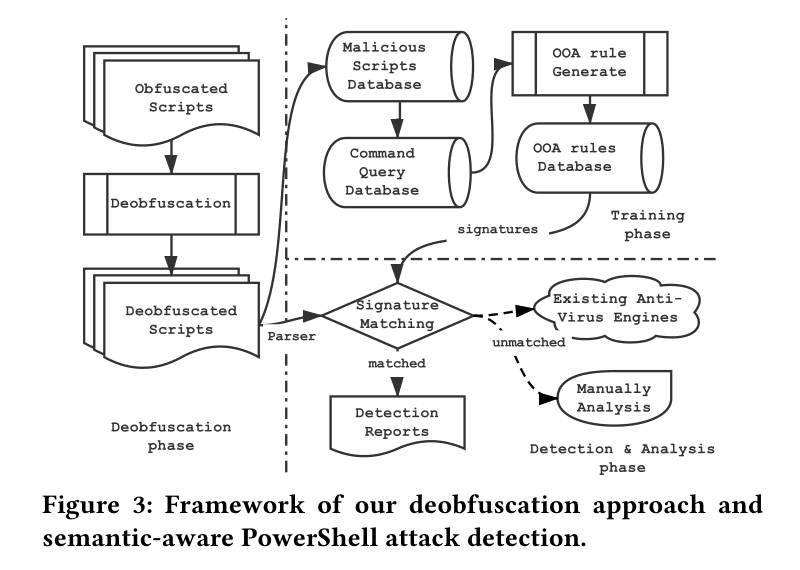 Obfuscated
Scripts
Deobfuscation
Deobfuscated
Scripts
Deobfuscation
phase
Malicious
Scripts
Database
Command
Query
Database
OOA rule
Generate
OOA rules
Database
Training
phase
signatures
Parser
Signature
Matching
matched
Detection
Reports
Existing Anti-
Virus Engines
unmatched
Manually
Analysis
Detection & Analysis
phase
Figure 3: Framework of our deobfuscation approach and
semantic-aware PowerShell attack detection.